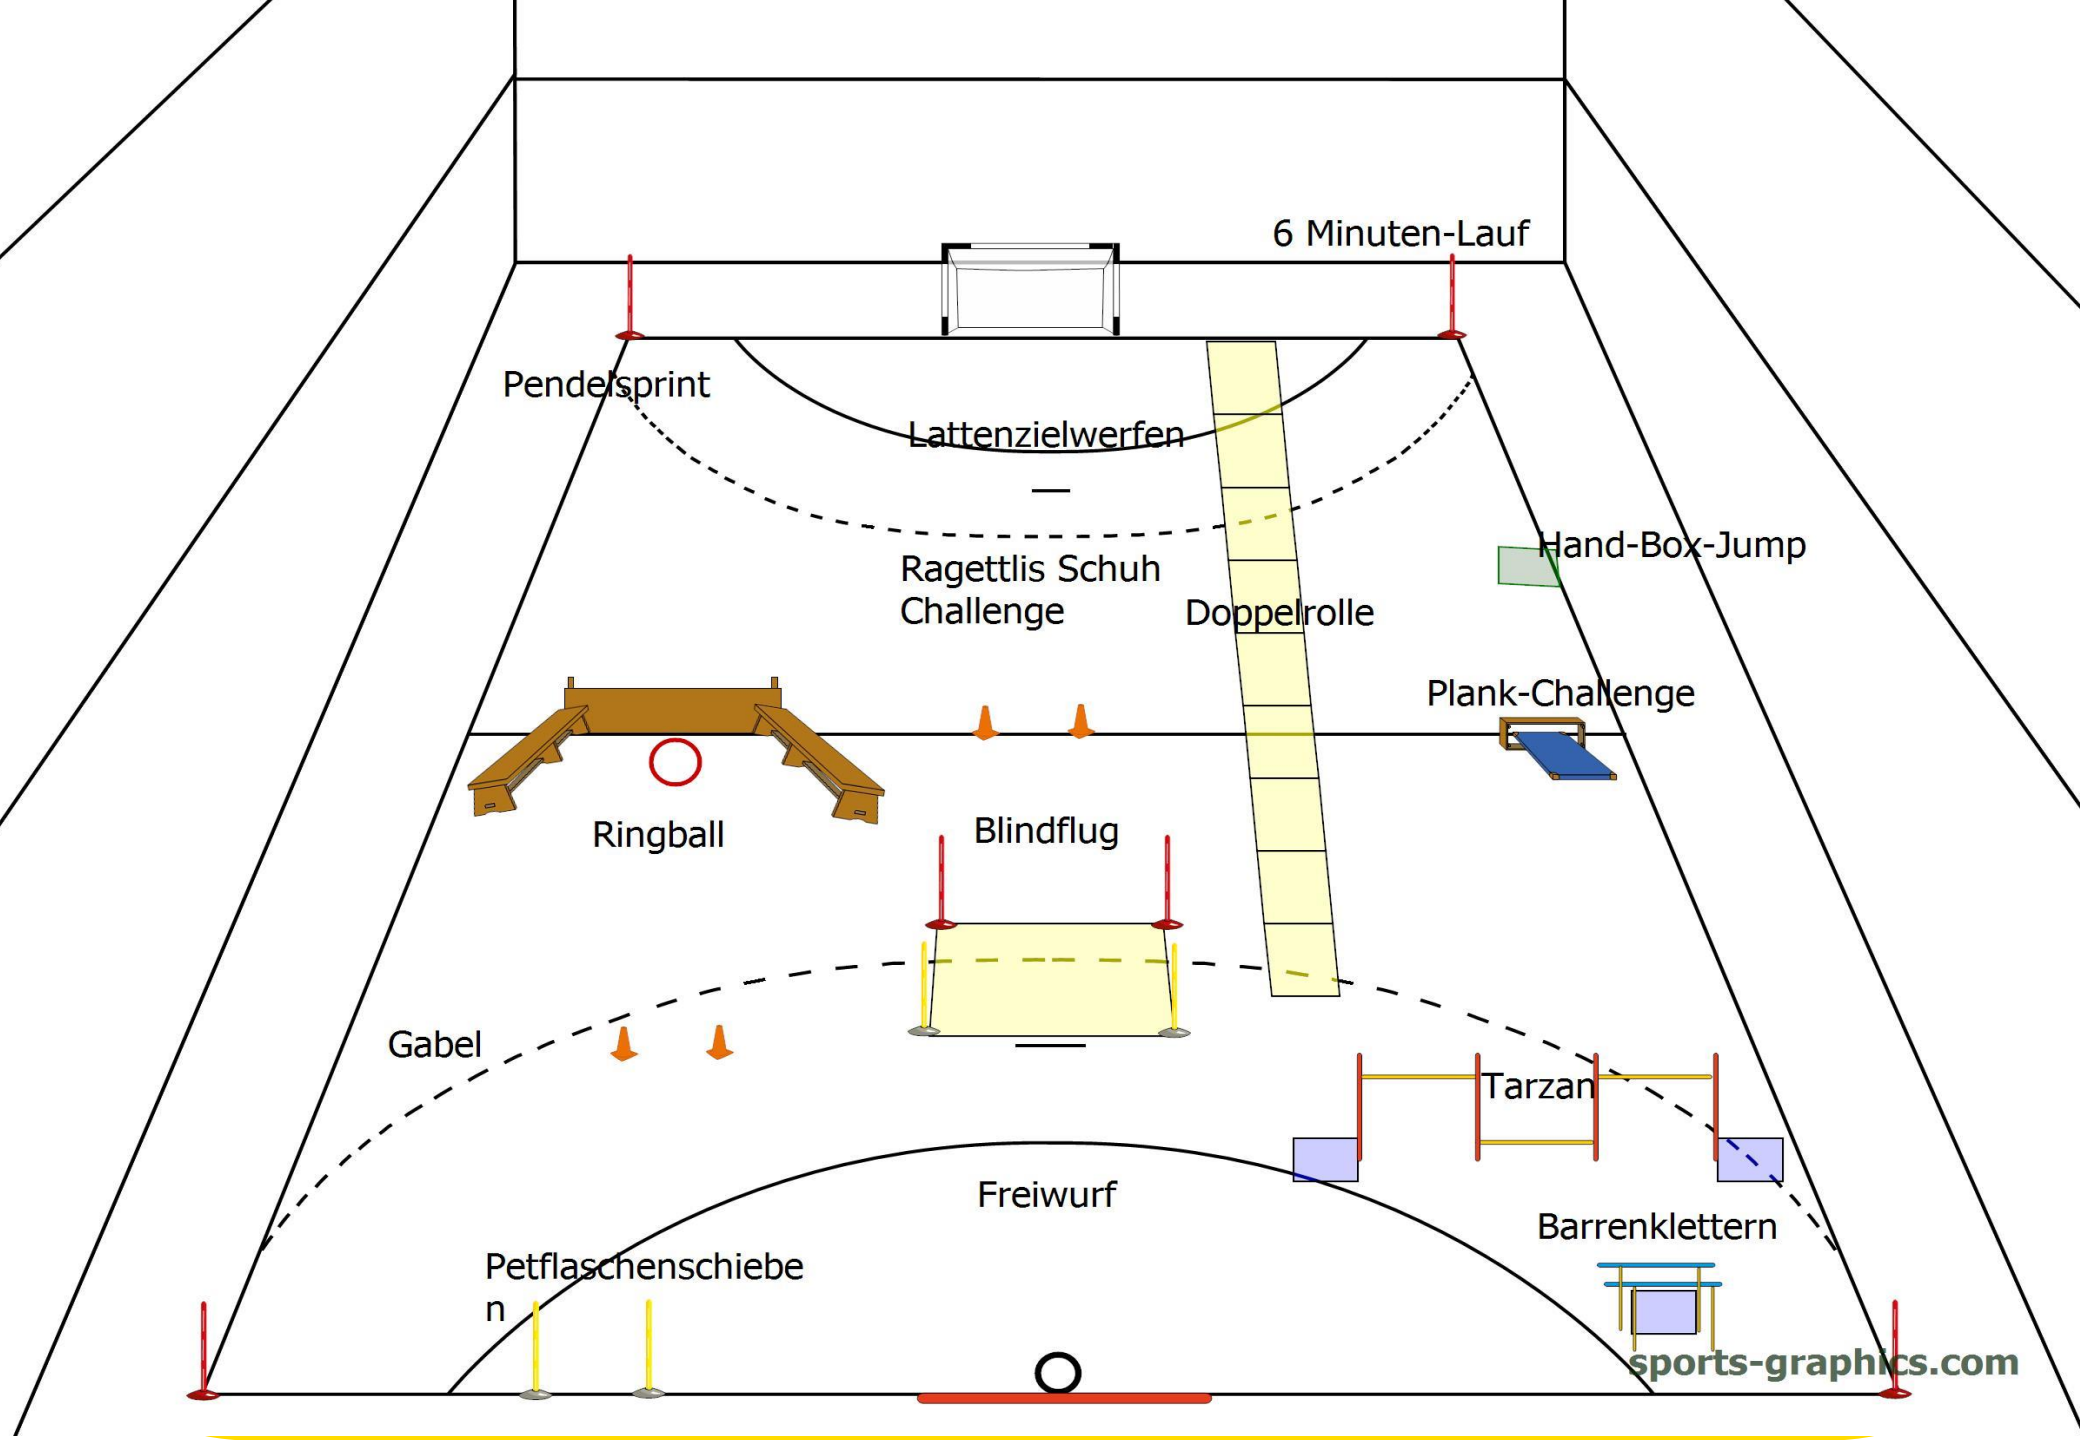 6 Minuten-Lauf
Pendelsprint
Lattenzielwerfen
Hand-Box-Jump
Ragettlis Schuh
Challenge
Doppelrolle
Plank-Challenge
Ringball
Blindflug
Gabel
Tarzan
Freiwurf
Barrenklettern
Petflaschenschiebe
n
sports-graphics.com